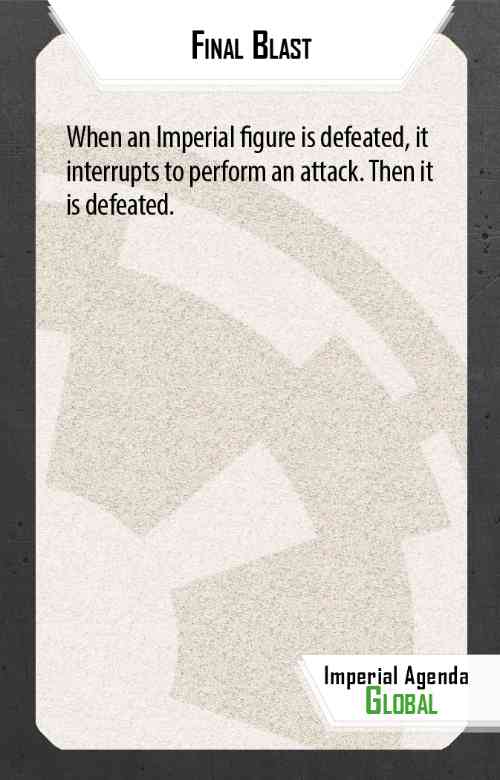 Final Blast
When an Imperial figure is defeated, it
interrupts to perform an attack. Then it
is defeated.
Imperial Agenda
Global